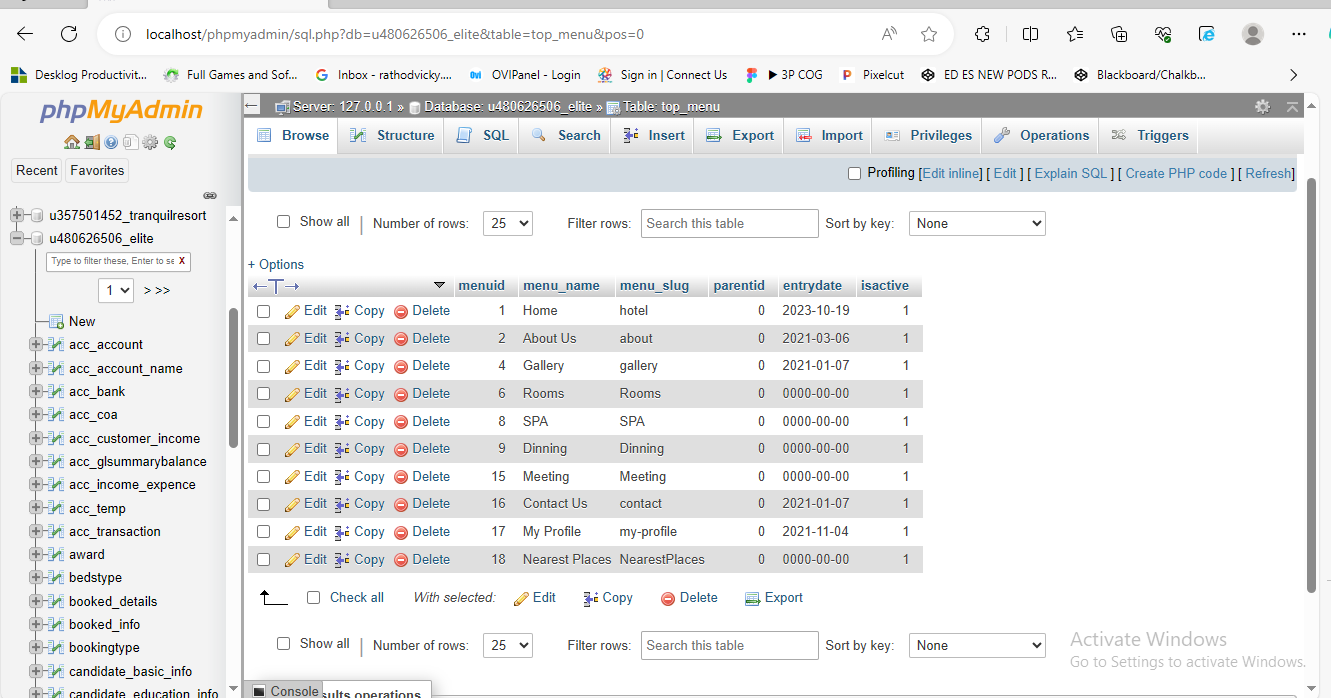 localhost/phpmyadmin/sql.php?db=u480626506_elite&table=top_menu&pos=0
Desklog Productivit... Full Games and Sof... Inbox - rathodvicky.... OVIPanel - Login Sign in | Connect Us ▶ 3P COG Pixelcut ED ES NEW PODS R... Blackboard/Chalkb...
phpMyAdmin
Recent Favorites
u357501452_tranquilresort
u480626506_elite
Type to filter these, Enter to se X
1 > >>
New
acc_account
acc_account_name
acc_bank
acc_coa
acc_customer_income
acc_glsummarybalance
acc_income_expence
acc_temp
acc_transaction
award
bedstype
booked_details
booked_info
bookingtype
candidate_basic_info
candidate_education_info
Server: 127.0.0.1 » Database: u480626506_elite » Table: top_menu
Browse Structure SQL Search Insert Export Import Privileges Operations Triggers
Profiling [Edit inline] [ Edit ] [ Explain SQL ] [ Create PHP code ] [ Refresh]
Show all | Number of rows: 25 Filter rows: Search this table Sort by key: None
+ Options
←T→ menuid menu_name menu_slug parentid entrydate isactive
Edit Copy Delete 1 Home hotel 0 2023-10-19 1
Edit Copy Delete 2 About Us about 0 2021-03-06 1
Edit Copy Delete 4 Gallery gallery 0 2021-01-07 1
Edit Copy Delete 6 Rooms Rooms 0 0000-00-00 1
Edit Copy Delete 8 SPA SPA 0 0000-00-00 1
Edit Copy Delete 9 Dinning Dinning 0 0000-00-00 1
Edit Copy Delete 15 Meeting Meeting 0 0000-00-00 1
Edit Copy Delete 16 Contact Us contact 0 2021-01-07 1
Edit Copy Delete 17 My Profile my-profile 0 2021-11-04 1
Edit Copy Delete 18 Nearest Places NearestPlaces 0 0000-00-00 1
Check all With selected: Edit Copy Delete Export
Show all | Number of rows: 25 Filter rows: Search this table Sort by key: None
Activate Windows
Go to Settings to activate Windows.
Console operations